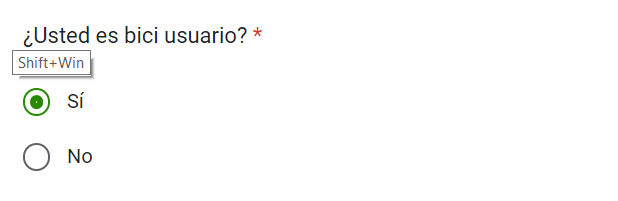 ¿Usted es bici usuario? *
Shift+Win
Sí
No